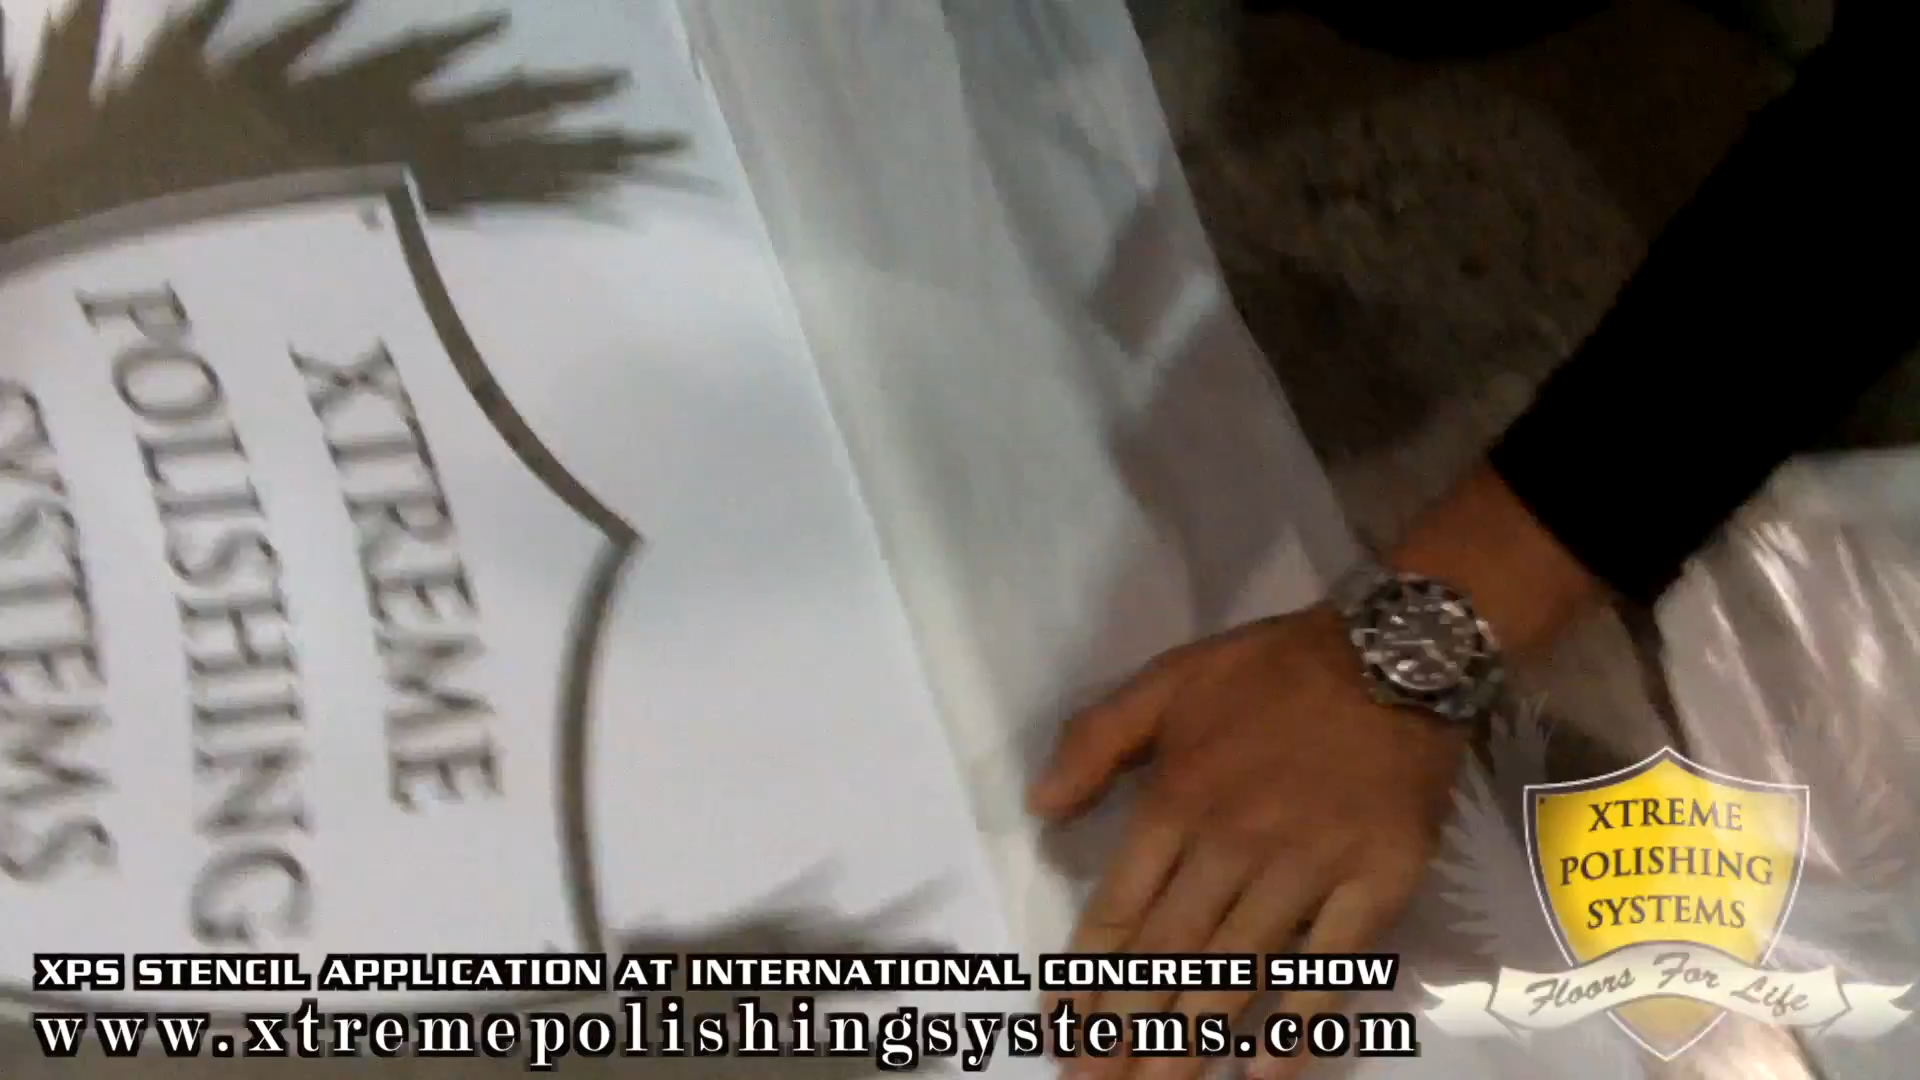 XTREME
POLISHING
SYSTEMS
XTREME
POLISHING
SYSTEMS
Floors For Life
XPS STENCIL APPLICATION AT INTERNATIONAL CONCRETE SHOW
www.xtremepolishingsystems.com